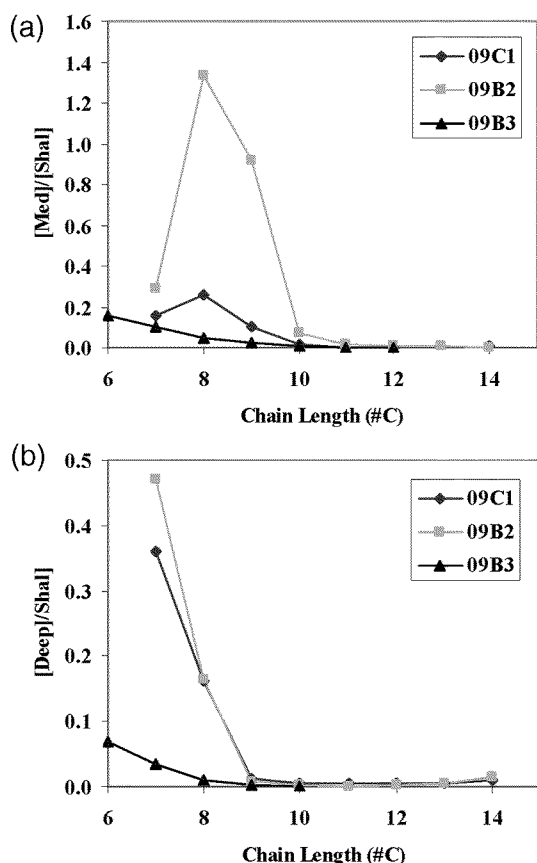 (a)
1.6
1.4
1.2
1.0
0.8
0.6
0.4
0.2
0.0
[Med]/[Shal]
09C1
09B2
09B3
6 8 10 12 14
Chain Length (#C)
(b)
0.5
0.4
0.3
0.2
0.1
0.0
[Deep]/Shal]
09C1
09B2
09B3
6 8 10 12 14
Chain Length (#C)